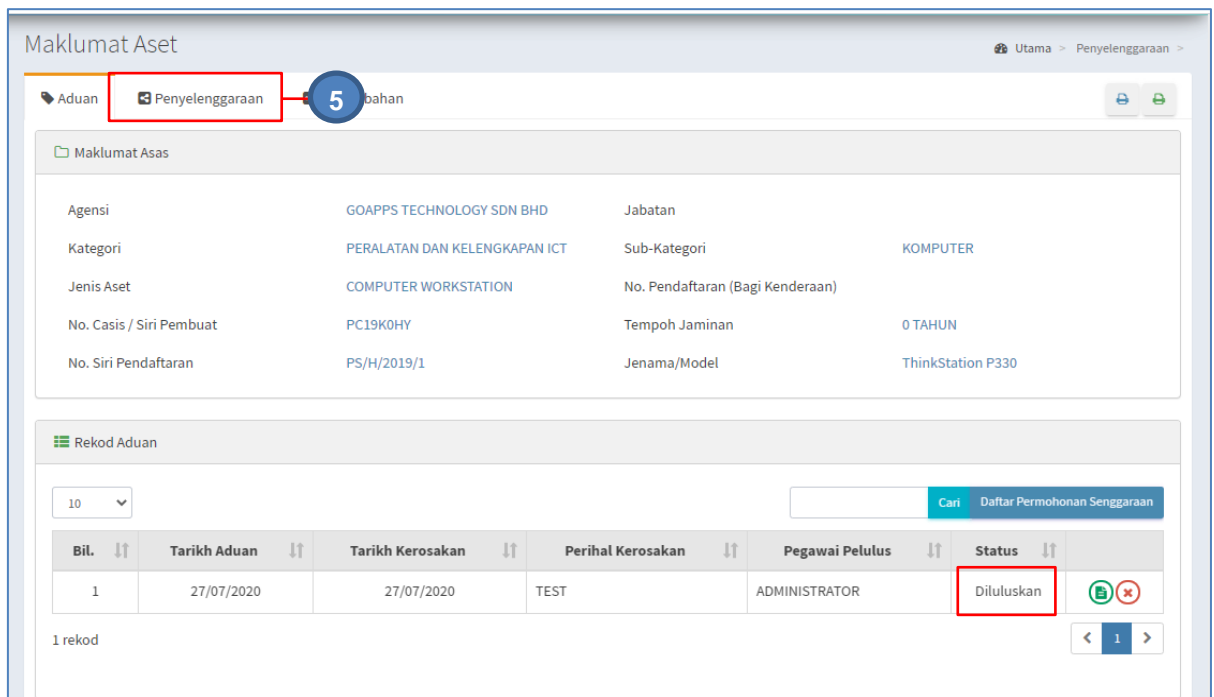 Maklumat Aset
Utama > Penyelenggaraan >
Aduan Penyelenggaraan 5 bahan
Maklumat Asas
Agensi GOAPPS TECHNOLOGY SDN BHD Jabatan
Kategori PERALATAN DAN KELENGKAPAN ICT Sub-Kategori KOMPUTER
Jenis Aset COMPUTER WORKSTATION No. Pendaftaran (Bagi Kenderaan)
No. Casis / Siri Pembuat PC19K0HY Tempoh Jaminan 0 TAHUN
No. Siri Pendaftaran PS/H/2019/1 Jenama/Model ThinkStation P330
Rekod Aduan
10 Cari Daftar Permohonan Senggaraan
Bil. Tarikh Aduan Tarikh Kerosakan Perihal Kerosakan Pegawai Pelulus Status
1 27/07/2020 27/07/2020 TEST ADMINISTRATOR Diluluskan
1 rekod < 1 >